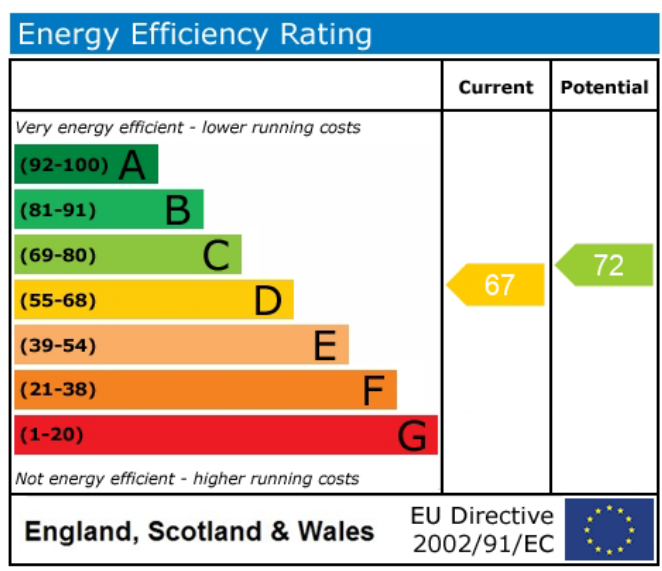 Energy Efficiency Rating
Current Potential
Very energy efficient - lower running costs
(92-100) A
(81-91) B
(69-80) C
72
(55-68) D
67
(39-54) E
(21-38) F
(1-20) G
Not energy efficient - higher running costs
England, Scotland & Wales
EU Directive
2002/91/EC